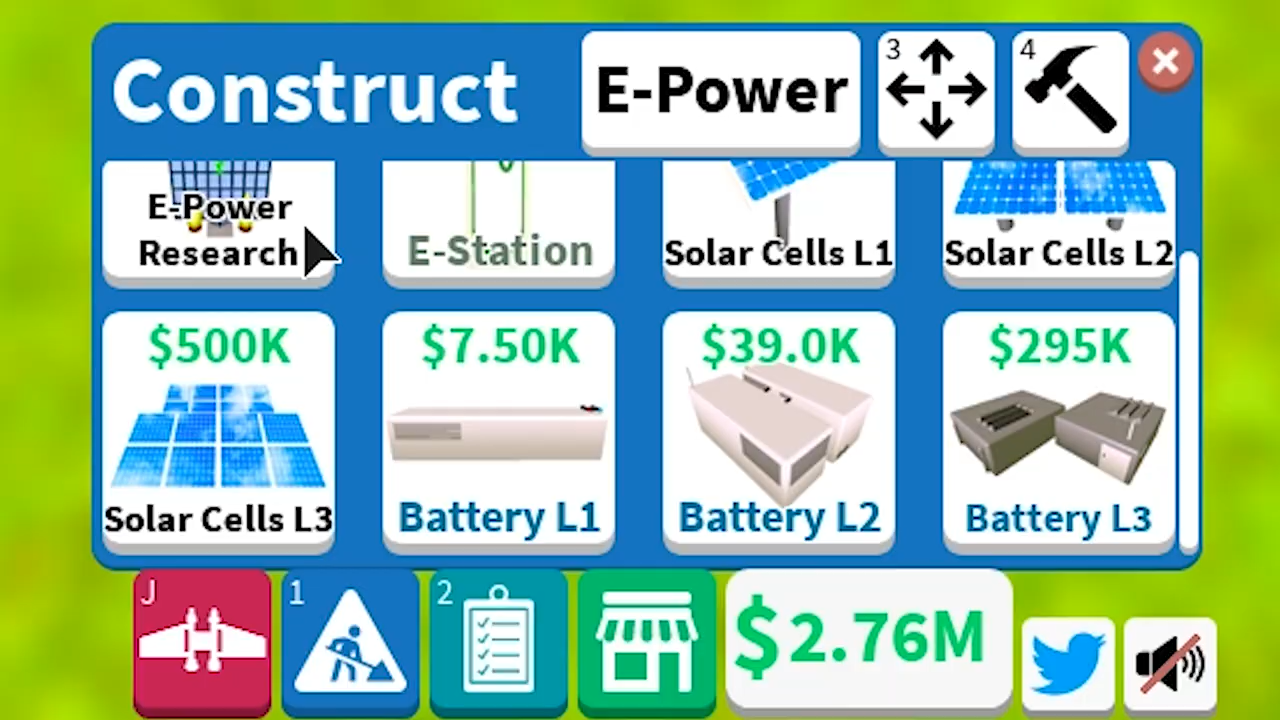 Construct
E-Power
3
4
E-Power
Research
E-Station
Solar Cells L1
Solar Cells L2
$500K
$7.50K
$39.0K
$295K
Solar Cells L3
Battery L1
Battery L2
Battery L3
J
1
2
$2.76M